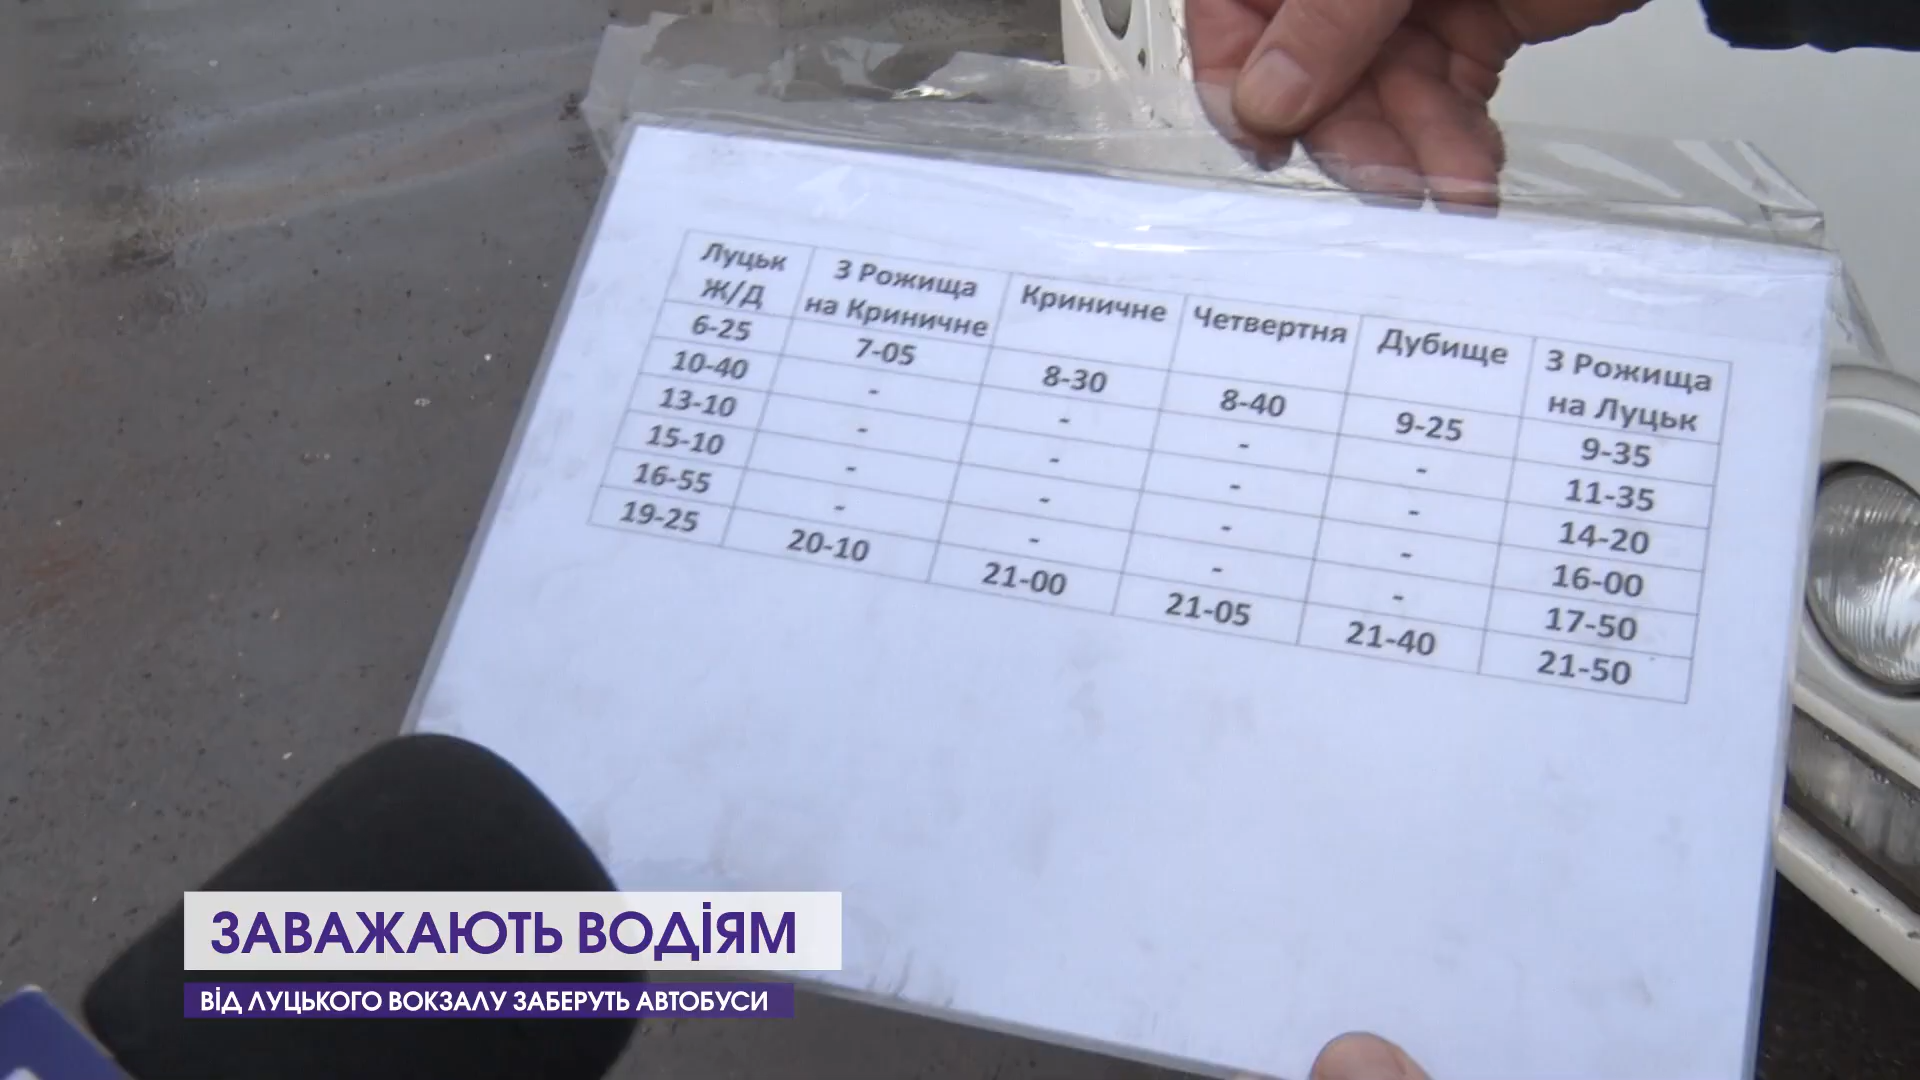 Луцьк Ж/Д З Рожища на Криничне Криничне Четвертня Дубище З Рожища на Луцьк
6-25 7-05 8-30 8-40 9-25 9-35
10-40 - - - - 11-35
13-10 - - - - 14-20
15-10 - - - - 16-00
16-55 - - - - 17-50
19-25 20-10 21-00 21-05 21-40 21-50
ЗАВАЖАЮТЬ ВОДІЯМ
ВІД ЛУЦЬКОГО ВОКЗАЛУ ЗАБЕРУТЬ АВТОБУСИ